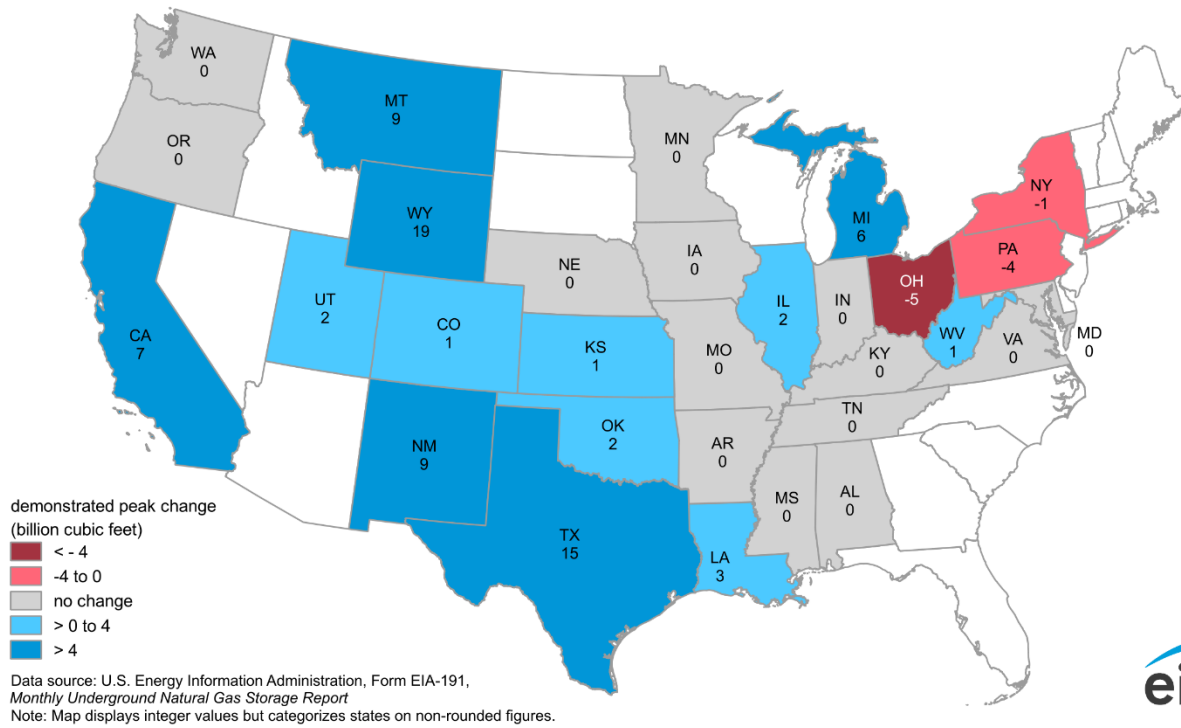 WA
0
OR
0
CA
7
MT
9
WY
19
UT
2
CO
1
NM
9
NE
0
KS
1
OK
2
TX
15
MN
0
IA
0
MO
0
AR
0
LA
3
IL
2
MI
6
IN
0
OH
-5
KY
0
TN
0
MS
0
AL
0
WV
1
VA
0
MD
0
PA
-4
NY
-1
demonstrated peak change
(billion cubic feet)
< - 4
-4 to 0
no change
> 0 to 4
> 4
Data source: U.S. Energy Information Administration, Form EIA-191,
Monthly Underground Natural Gas Storage Report
Note: Map displays integer values but categorizes states on non-rounded figures.